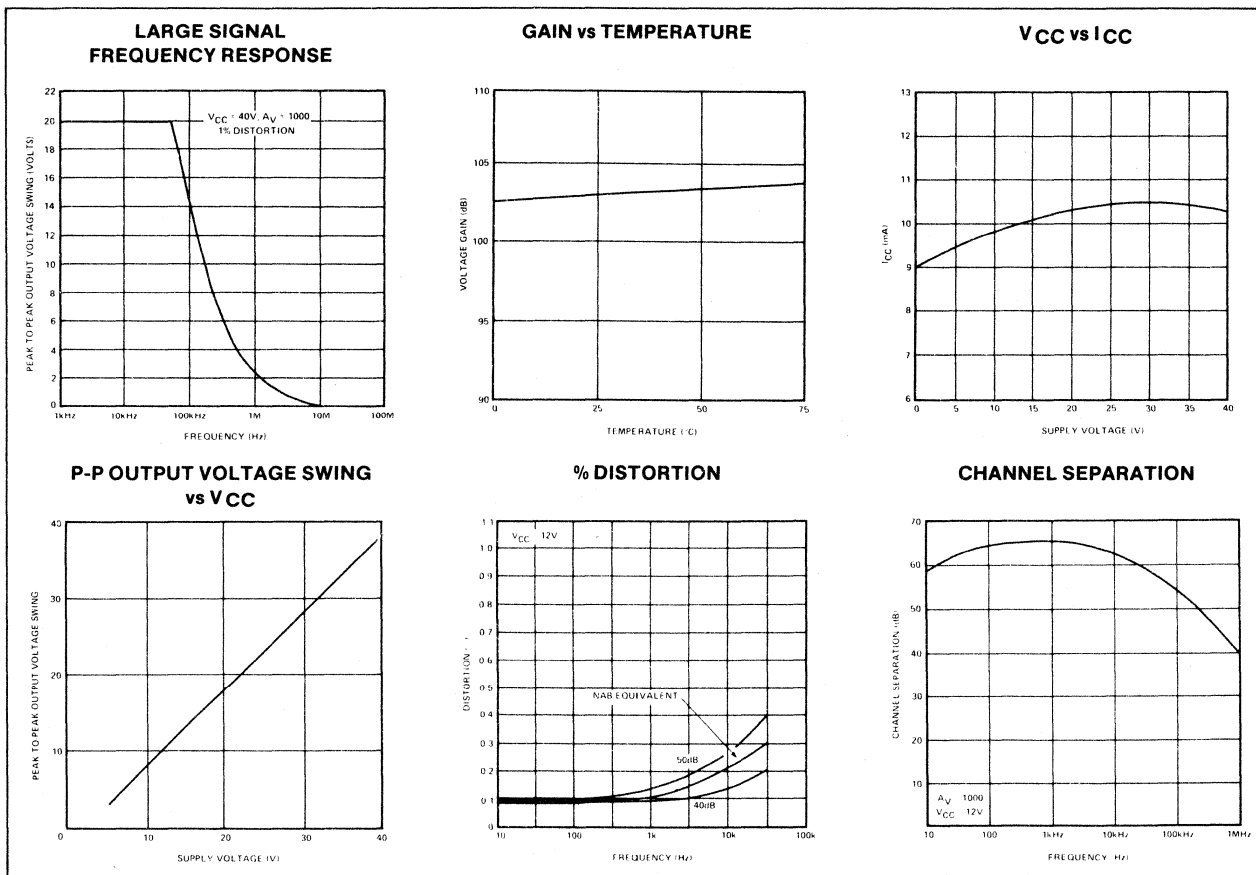 LARGE SIGNAL
FREQUENCY RESPONSE
PEAK TO PEAK OUTPUT VOLTAGE SWING (VOLTS)
22
20
18
16
14
12
10
8
6
4
2
0
VCC = 40V, AV = 1000
1% DISTORTION
1kHz 10kHz 100kHz 1M 10M 100M
FREQUENCY (Hz)
GAIN vs TEMPERATURE
VOLTAGE GAIN (dB)
110
105
100
95
90
0 25 50 75
TEMPERATURE (°C)
VCC vs ICC
ICC (mA)
13
12
11
10
9
8
7
6
0 5 10 15 20 25 30 35 40
SUPPLY VOLTAGE (V)
P-P OUTPUT VOLTAGE SWING
vs VCC
PEAK TO PEAK OUTPUT VOLTAGE SWING
40
30
20
10
0 10 20 30 40
SUPPLY VOLTAGE (V)
% DISTORTION
DISTORTION
1.1
1.0
0.9
0.8
0.7
0.6
0.5
0.4
0.3
0.2
0.1
0
VCC 12V
NAB EQUIVALENT
50dB
40dB
10 100 1k 10k 100k
FREQUENCY (Hz)
CHANNEL SEPARATION
CHANNEL SEPARATION (dB)
70
60
50
40
30
20
10
AV 1000
VCC 12V
10 100 1kHz 10kHz 100kHz 1MHz
FREQUENCY (Hz)